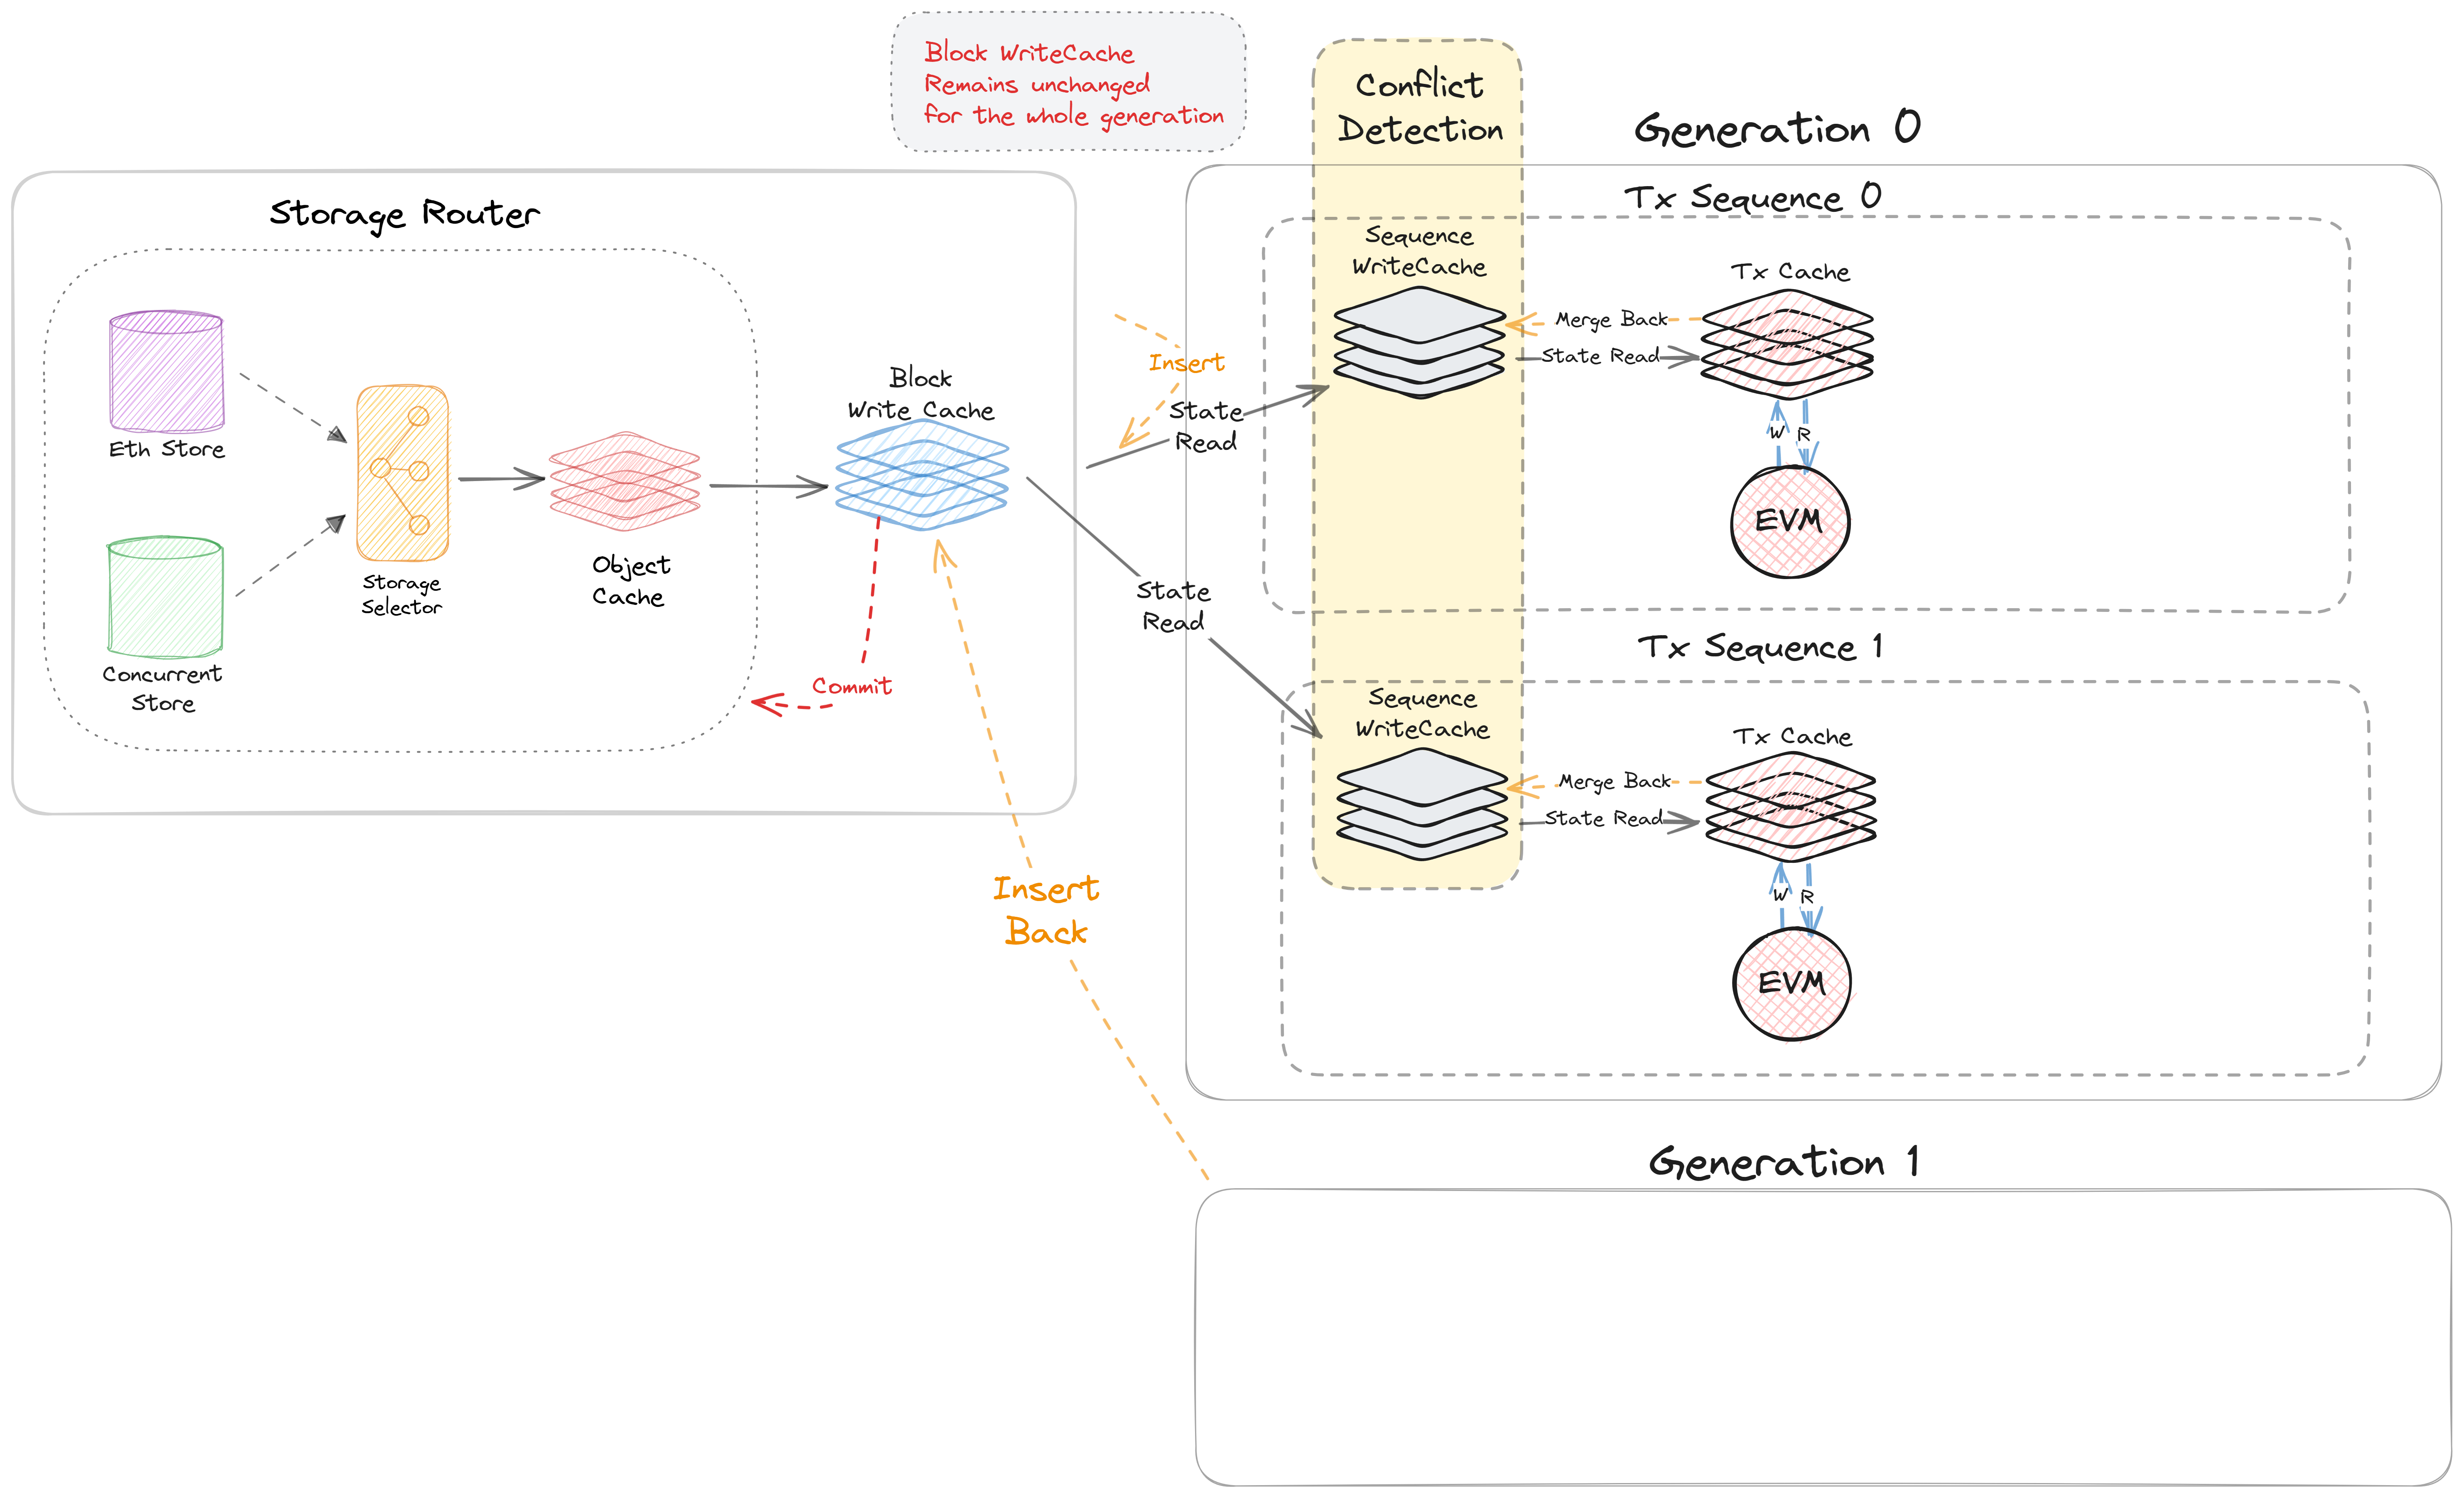 Block WriteCache
Remains unchanged
for the whole generation
Conflict
Detection
Generation 0
Storage Router
Tx Sequence 0
Sequence
WriteCache
Tx Cache
Merge Back
State Read
Insert
Block
Write Cache
State
Read
W R
Eth Store
EVM
Object
Cache
Storage
Selector
State
Read
Tx Sequence 1
Concurrent
Store
Commit
Sequence
WriteCache
Tx Cache
Merge Back
State Read
W R
Insert
Back
EVM
Generation 1